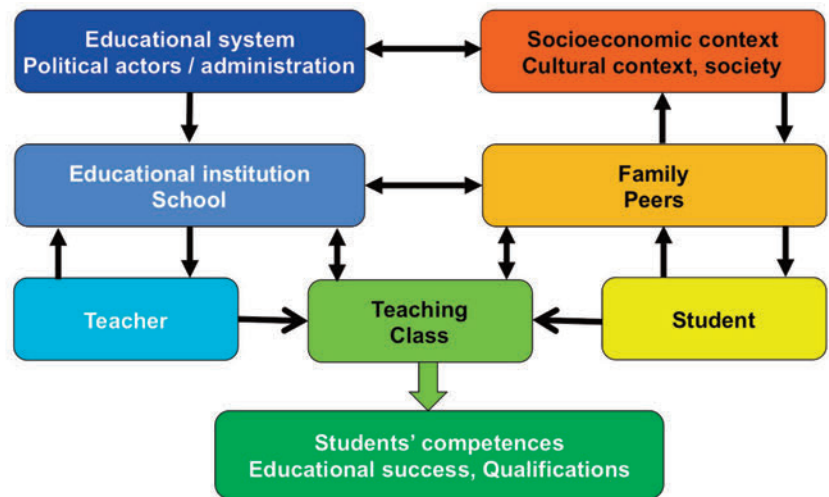 Educational system
Political actors / administration
Socioeconomic context
Cultural context, society
Educational institution
School
Family
Peers
Teacher
Teaching
Class
Student
Students’ competences
Educational success, Qualifications